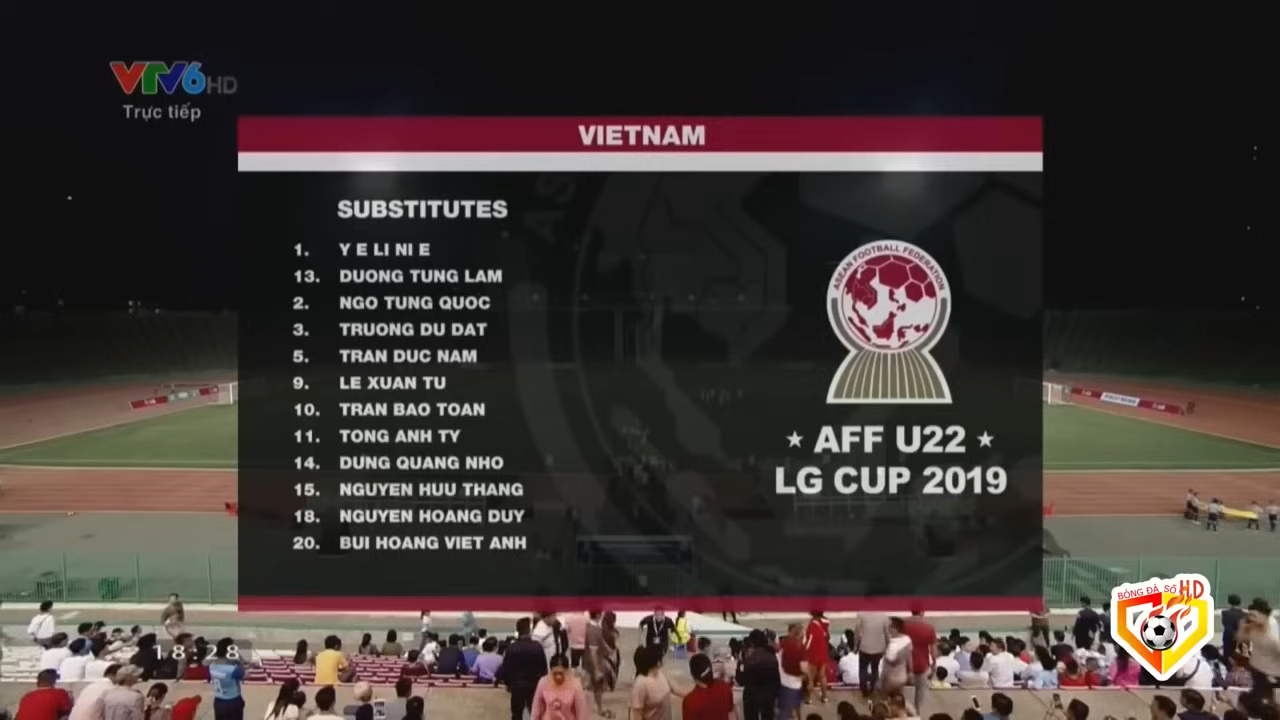 VTV6HD
Trực tiếp
VIETNAM
SUBSTITUTES
1. Y E LI NI E
13. DUONG TUNG LAM
2. NGO TUNG QUOC
3. TRUONG DU DAT
5. TRAN DUC NAM
9. LE XUAN TU
10. TRAN BAO TOAN
11. TONG ANH TY
14. DUNG QUANG NHO
15. NGUYEN HUU THANG
18. NGUYEN HOANG DUY
20. BUI HOANG VIET ANH
ASEAN FOOTBALL FEDERATION
★ AFF U22 ★
LG CUP 2019
BÓNG ĐÁ SỐ HD
18:28